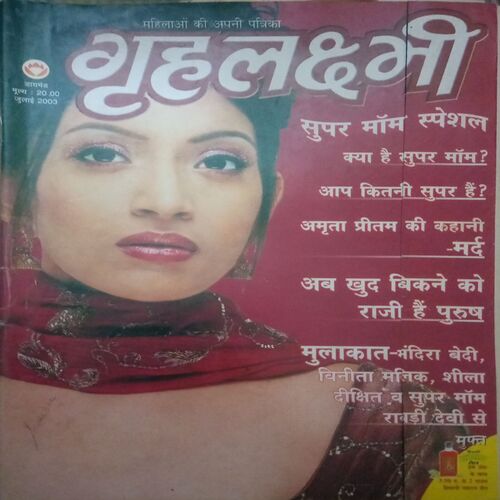 महिलाओं की अपनी पत्रिका
गृहलक्ष्मी
डायमंड
मूल्य : 20.00
जुलाई 2003
सुपर मॉम स्पेशल
क्या है सुपर मॉम?
आप कितनी सुपर हैं?
अमृता प्रीतम की कहानी
-मर्द
अब खुद बिकने को
राजी हैं पुरुष
मुलाकात-मंदिरा बेदी,
विनीता मलिक, शीला
दीक्षित व सुपर मॉम
राबड़ी देवी से
मुफ्त